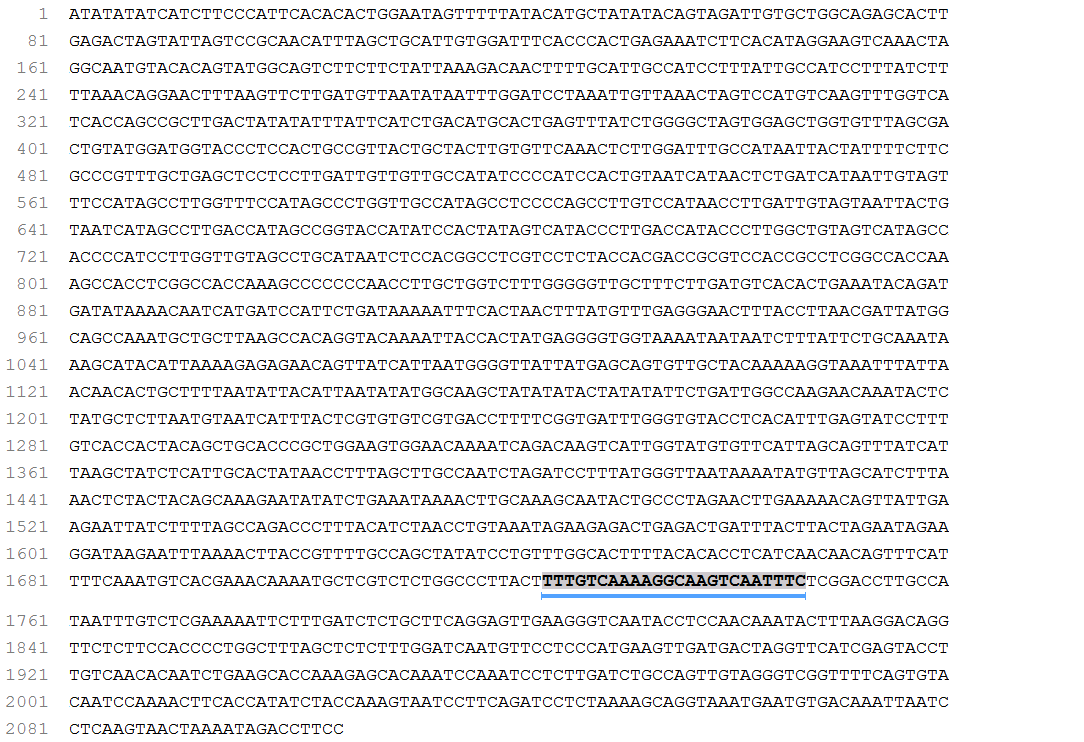 1 ATATATATCATCTTCCCATTCACACACTGGAATAGTTTTTATACATGCTATATACAGTAGATTGTGCTGGCAGAGCACTT
81 GAGACTAGTATTAGTCCGCAACATTTAGCTGCATTGTGGATTTCACCCACTGAGAAATCTTCACATAGGAAGTCAAACTA
161 GGCAATGTACACAGTATGGCAGTCTTCTTCTATTAAAGACAACTTTTGCATTGCCATCCTTTATTGCCATCCTTTATCTT
241 TTAAACAGGAACTTTAAGTTCTTGATGTTAATATAATTTGGATCCTAAATTGTTAAACTAGTCCATGTCAAGTTTGGTCA
321 TCACCAGCCGCTTGACTATATATTTATTCATCTGACATGCACTGAGTTTATCTGGGGCTAGTGGAGCTGGTGTTTAGCGA
401 CTGTATGGATGGTACCCTCCACTGCCGTTACTGCTACTTGTGTTCAAACTCTTGGATTTGCCATAATTACTATTTTCTTC
481 GCCCGTTTGCTGAGCTCCTCCTTGATTGTTGTTGCCATATCCCCATCCACTGTAATCATAACTCTGATCATAATTGTAGT
561 TTCCATAGCCTTGGTTTCCATAGCCCTGGTTGCCATAGCCTCCCCAGCCTTGTCCATAACCTTGATTGTAGTAATTACTG
641 TAATCATAGCCTTGACCATAGCCGGTACCATATCCACTATAGTCATACCCTTGACCATACCCTTGGCTGTAGTCATAGCC
721 ACCCCATCCTTGGTTGTAGCCTGCATAATCTCCACGGCCTCGTCCTCTACCACGACCGCGTCCACCGCCTCGGCCACCAA
801 AGCCACCTCGGCCACCAAAGCCCCCCCAACCTTGCTGGTCTTTGGGGGTTGCTTTCTTGATGTCACACTGAAATACAGAT
881 GATATAAAACAATCATGATCCATTCTGATAAAAATTTCACTAACTTTATGTTTGAGGGAACTTTACCTTAACGATTATGG
961 CAGCCAAATGCTGCTTAAGCCACAGGTACAAAATTACCACTATGAGGGGTGGTAAAATAATAATCTTTATTCTGCAAATA
1041 AAGCATACATTAAAAGAGAGAACAGTTATCATTAATGGGGTTATTATGAGCAGTGTTGCTACAAAAAGGTAAATTTATTA
1121 ACAACACTGCTTTTAATATTACATTAATATATGGCAAGCTATATATACTATATATTCTGATTGGCCAAGAACAAATACTC
1201 TATGCTCTTAATGTAATCATTTACTCGTGTGTCGTGACCTTTTCGGTGATTTGGGTGTACCTCACATTTGAGTATCCTTT
1281 GTCACCACTACAGCTGCACCCGCTGGAAGTGGAACAAAATCAGACAAGTCATTGGTATGTGTTCATTAGCAGTTTATCAT
1361 TAAGCTATCTCATTGCACTATAACCTTTAGCTTGCCAATCTAGATCCTTTATGGGTTAATAAAATATGTTAGCATCTTTA
1441 AACTCTACTACAGCAAAGAATATATCTGAAATAAAACTTGCAAAGCAATACTGCCCTAGAACTTGAAAAACAGTTATTGA
1521 AGAATTATCTTTTAGCCAGACCCTTTACATCTAACCTGTAAATAGAAGAGACTGAGACTGATTTACTTACTAGAATAGAA
1601 GGATAAGAATTTAAAACTTACCGTTTTGCCAGCTATATCCTGTTTGGCACTTTTACACACCTCATCAACAACAGTTTCAT
1681 TTTCAAATGTCACGAAACAAAATGCTCGTCTCTGGCCCTTACTTTTGTCAAAAGGCAAGTCAATTTCTCGGACCTTGCCA
1761 TAATTTGTCTCGAAAAATTCTTTGATCTCTGCTTCAGGAGTTGAAGGGTCAATACCTCCAACAAATACTTTAAGGACAGG
1841 TTCTCTTCCACCCCTGGCTTTAGCTCTCTTTGGATCAATGTTCCTCCCATGAAGTTGATGACTAGGTTCATCGAGTACCT
1921 TGTCAACACAATCTGAAGCACCAAAGAGCACAAATCCAAATCCTCTTGATCTGCCAGTTGTAGGGTCGGTTTTCAGTGTA
2001 CAATCCAAAACTTCACCATATCTACCAAAGTAATCCTTCAGATCCTCTAAAAGCAGGTAAATGAATGTGACAAATTAATC
2081 CTCAAGTAACTAAAATAGACCTTCC